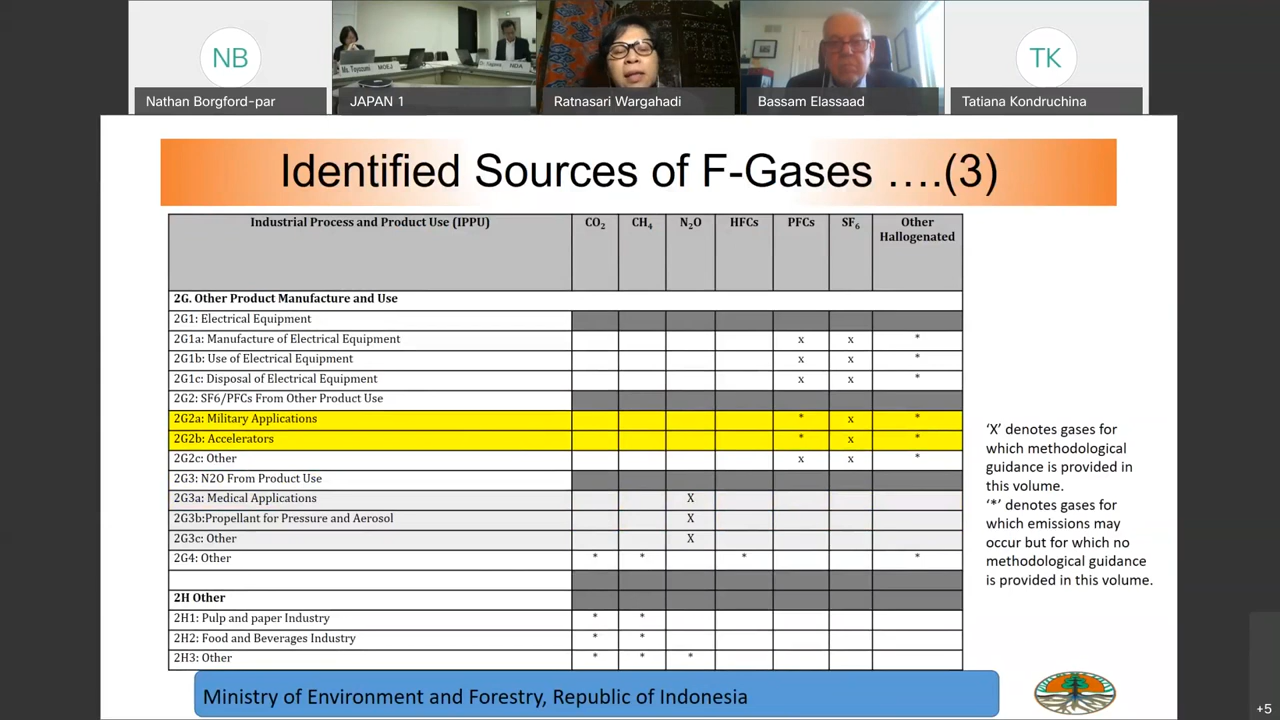 NB
TK
Ms. Toyozumi MOEJ
NDA
Nathan Borgford-par
JAPAN 1
Ratnasari Wargahadi
Bassam Elassaad
Tatiana Kondruchina
Identified Sources of F-Gases ....(3)
Industrial Process and Product Use (IPPU) CO2 CH4 N2O HFCs PFCs SF6 Other
Hallogenated
2G. Other Product Manufacture and Use
2G1: Electrical Equipment
2G1a: Manufacture of Electrical Equipment x x *
2G1b: Use of Electrical Equipment x x *
2G1c: Disposal of Electrical Equipment x x *
2G2: SF6/PFCs From Other Product Use
2G2a: Military Applications * x *
2G2b: Accelerators * x *
2G2c: Other x x *
2G3: N2O From Product Use
2G3a: Medical Applications X
2G3b:Propellant for Pressure and Aerosol X
2G3c: Other X
2G4: Other * * * *
2H Other
2H1: Pulp and paper Industry * *
2H2: Food and Beverages Industry * *
2H3: Other * * *
‘X’ denotes gases for
which methodological
guidance is provided in
this volume.
‘*’ denotes gases for
which emissions may
occur but for which no
methodological guidance
is provided in this volume.
Ministry of Environment and Forestry, Republic of Indonesia
+5